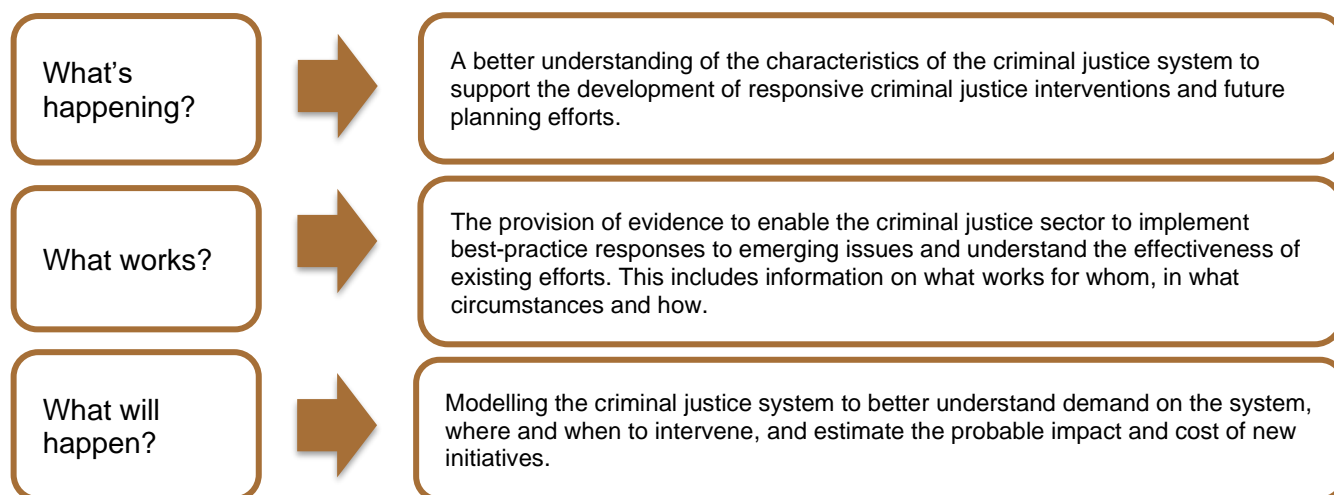 What's
happening?
A better understanding of the characteristics of the criminal justice system to
support the development of responsive criminal justice interventions and future
planning efforts.
What works?
The provision of evidence to enable the criminal justice sector to implement
best-practice responses to emerging issues and understand the effectiveness of
existing efforts. This includes information on what works for whom, in what
circumstances and how.
What will
happen?
Modelling the criminal justice system to better understand demand on the system,
where and when to intervene, and estimate the probable impact and cost of new
initiatives.